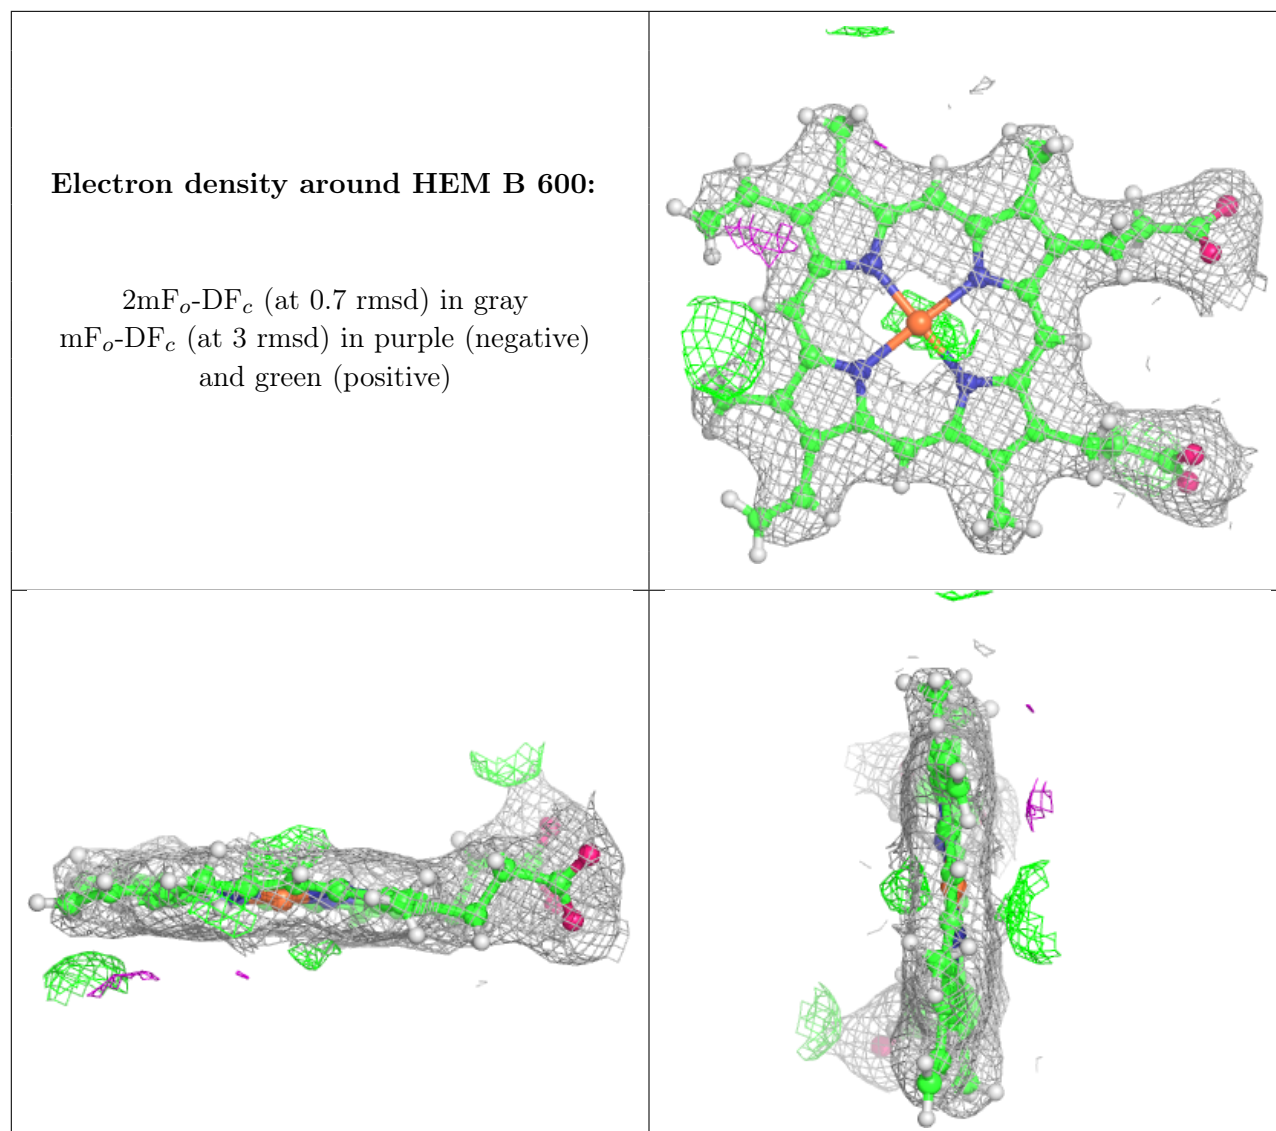 Electron density around HEM B 600:
2mFo-DFc (at 0.7 rmsd) in gray
mFo-DFc (at 3 rmsd) in purple (negative)
and green (positive)